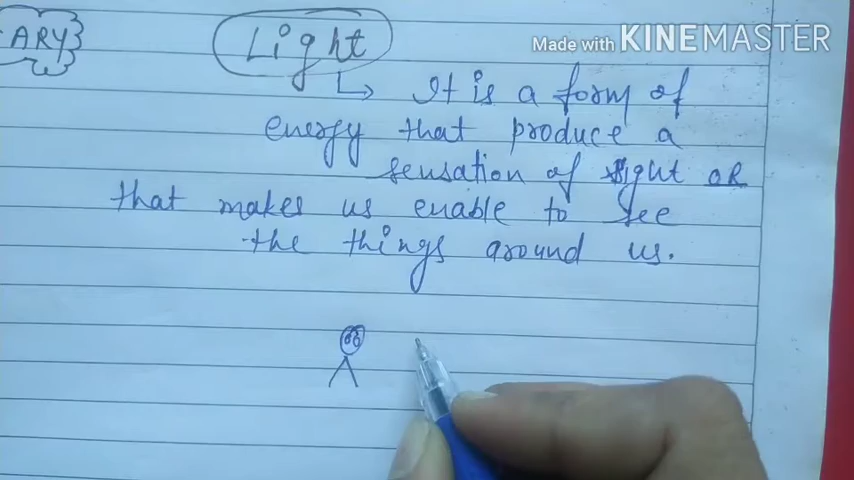 ARY
Light
Made with KINEMASTER
It is a form of
energy that produce a
sensation of sight OR
that makes us enable to see
the things around us.